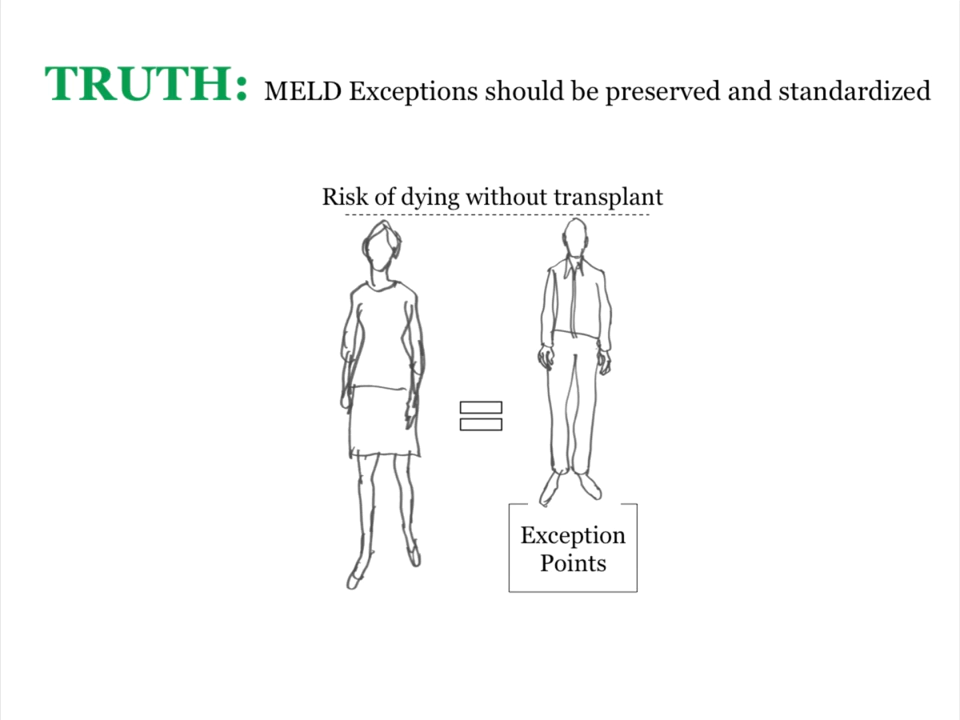 TRUTH: MELD Exceptions should be preserved and standardized
Risk of dying without transplant
Exception
Points